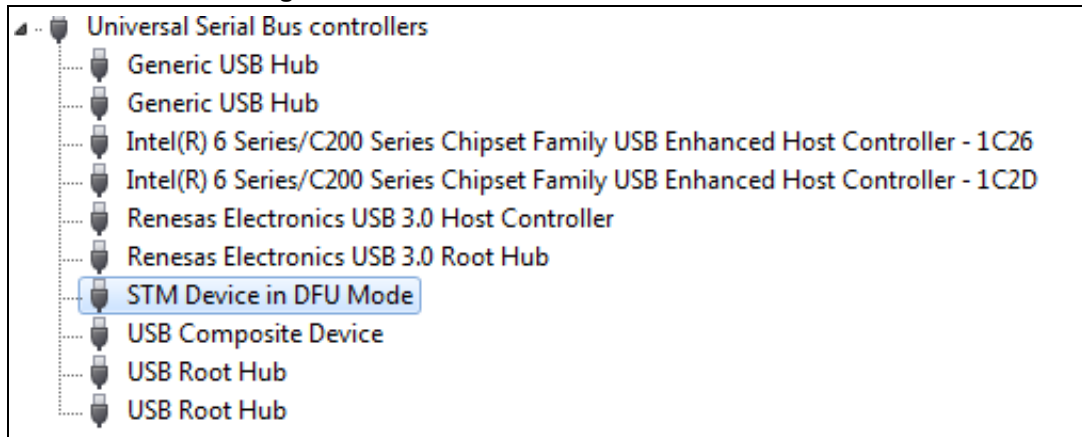 Universal Serial Bus controllers
Generic USB Hub
Generic USB Hub
Intel(R) 6 Series/C200 Series Chipset Family USB Enhanced Host Controller - 1C26
Intel(R) 6 Series/C200 Series Chipset Family USB Enhanced Host Controller - 1C2D
Renesas Electronics USB 3.0 Host Controller
Renesas Electronics USB 3.0 Root Hub
STM Device in DFU Mode
USB Composite Device
USB Root Hub
USB Root Hub